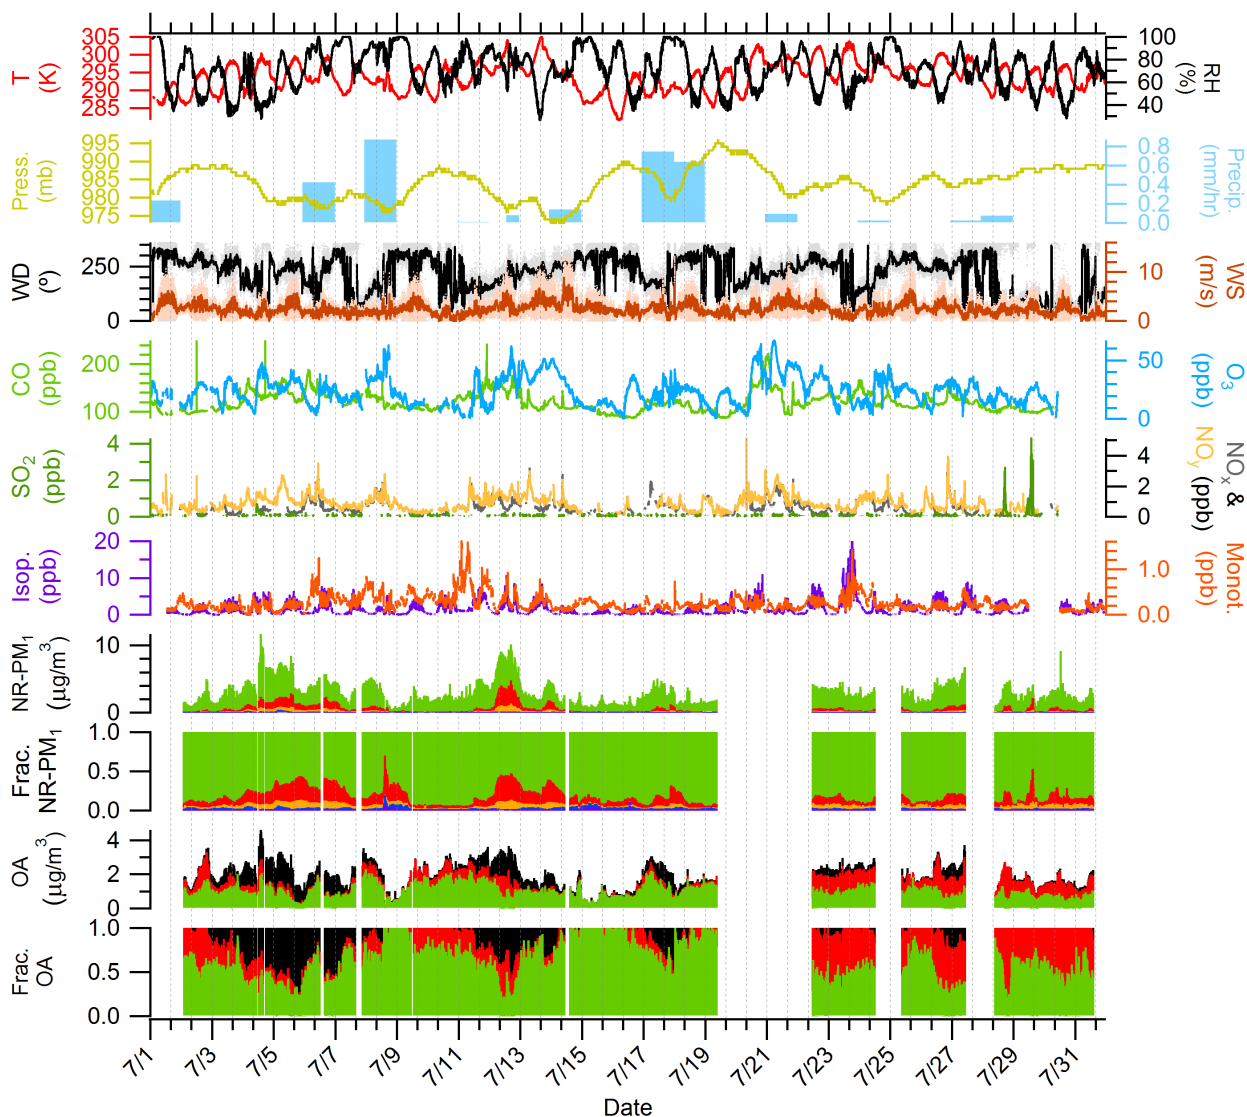 T
(K)
305
300
295
290
285
100
80
60
40
RH
(%)
Press.
(mb)
995
990
985
980
975
0.8
0.6
0.4
0.2
0.0
Precip.
(mm/hr)
WD
(º)
250
0
10
0
WS
(m/s)
CO
(ppb)
200
100
50
0
O3
(ppb)
SO2
(ppb)
4
2
0
4
2
0
NOy
NOx &
(ppb)
Isop.
(ppb)
20
10
0
1.0
0.0
Monot.
(ppb)
NR-PM1
(µg/m3)
10
0
Frac.
NR-PM1
1.0
0.5
0.0
OA
(µg/m3)
4
2
0
Frac.
OA
1.0
0.5
0.0
7/1
7/3
7/5
7/7
7/9
7/11
7/13
7/15
7/17
7/19
7/21
7/23
7/25
7/27
7/29
7/31
Date